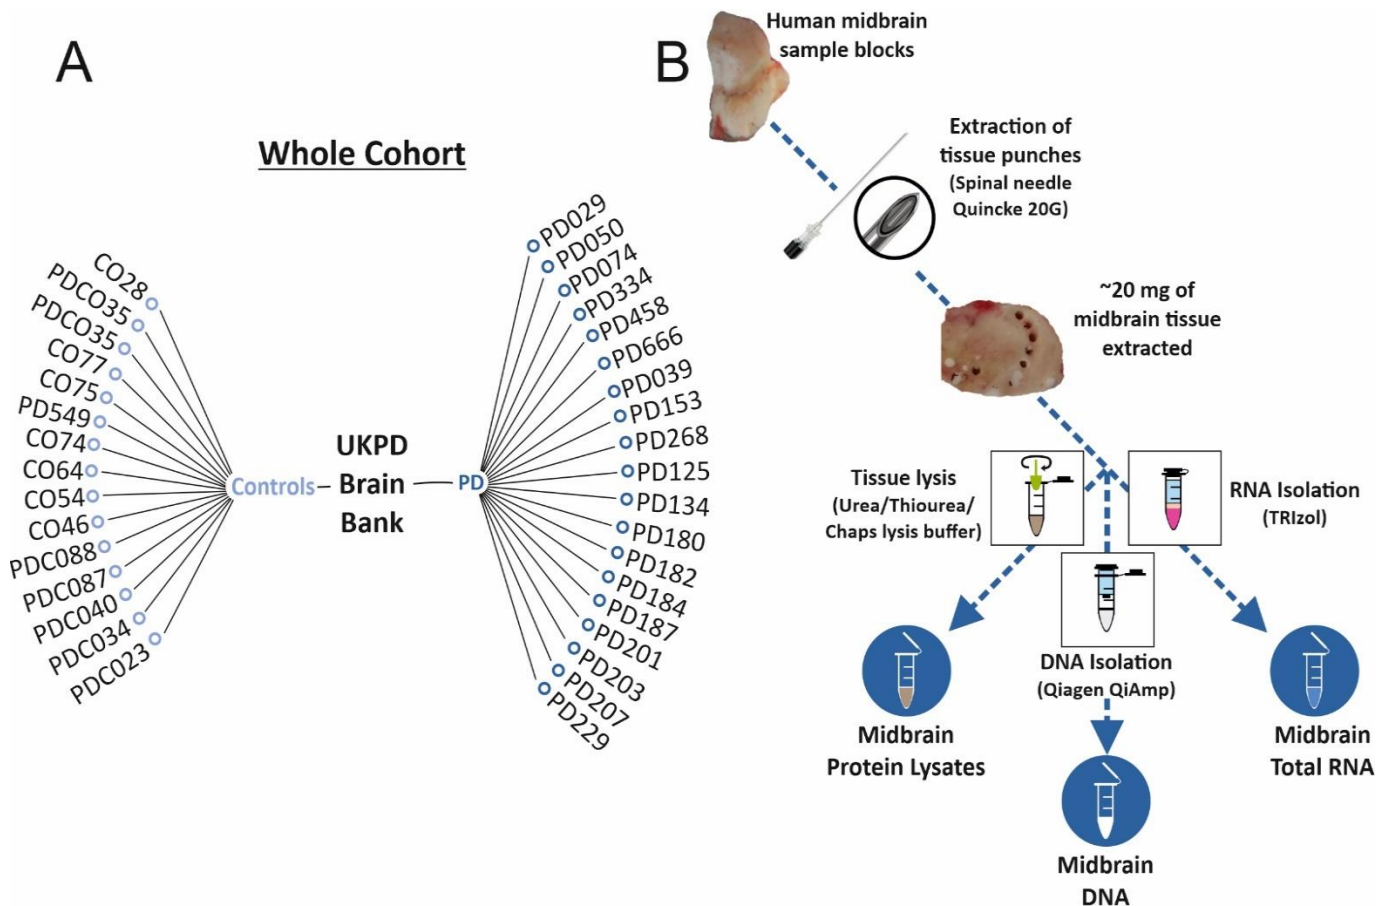 A
Whole Cohort
CO28
PDCO35
PDCO35
CO77
CO75
PD549
CO74
CO64
CO54
CO46
PDC088
PDC087
PDC040
PDC034
PDC023
Controls
UKPD
Brain
Bank
PD
PD029
PD050
PD074
PD334
PD458
PD666
PD039
PD153
PD268
PD125
PD134
PD180
PD182
PD184
PD187
PD201
PD203
PD207
PD229
B
Human midbrain
sample blocks
Extraction of
tissue punches
(Spinal needle
Quincke 20G)
~20 mg of
midbrain tissue
extracted
Tissue lysis
(Urea/Thiourea/
Chaps lysis buffer)
RNA Isolation
(TRIzol)
DNA Isolation
(Qiagen QiAmp)
Midbrain
Protein Lysates
Midbrain
Total RNA
Midbrain
DNA